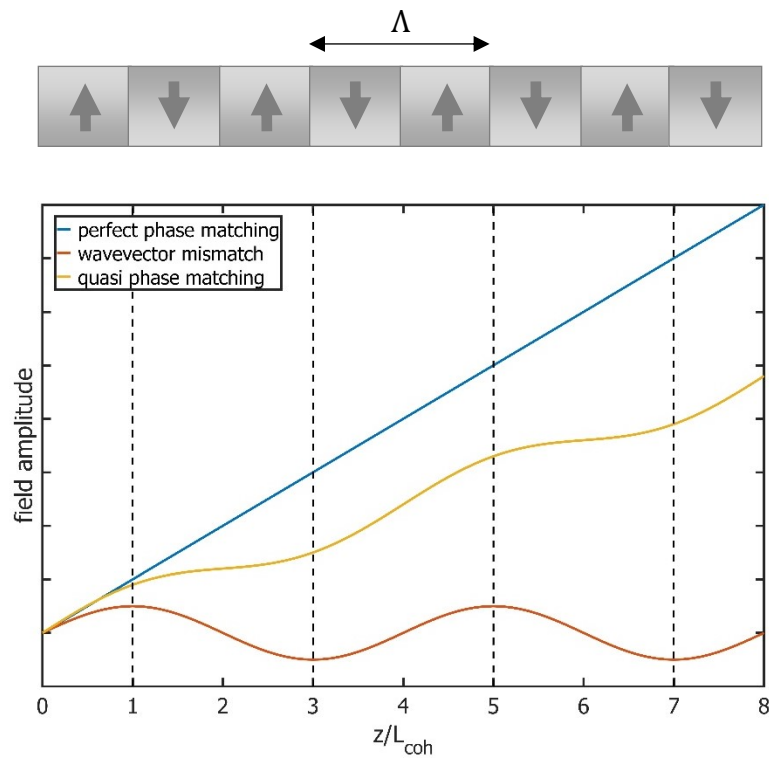 Λ
perfect phase matching
wavevector mismatch
quasi phase matching
field amplitude
0 1 2 3 4 5 6 7 8
z/L_coh